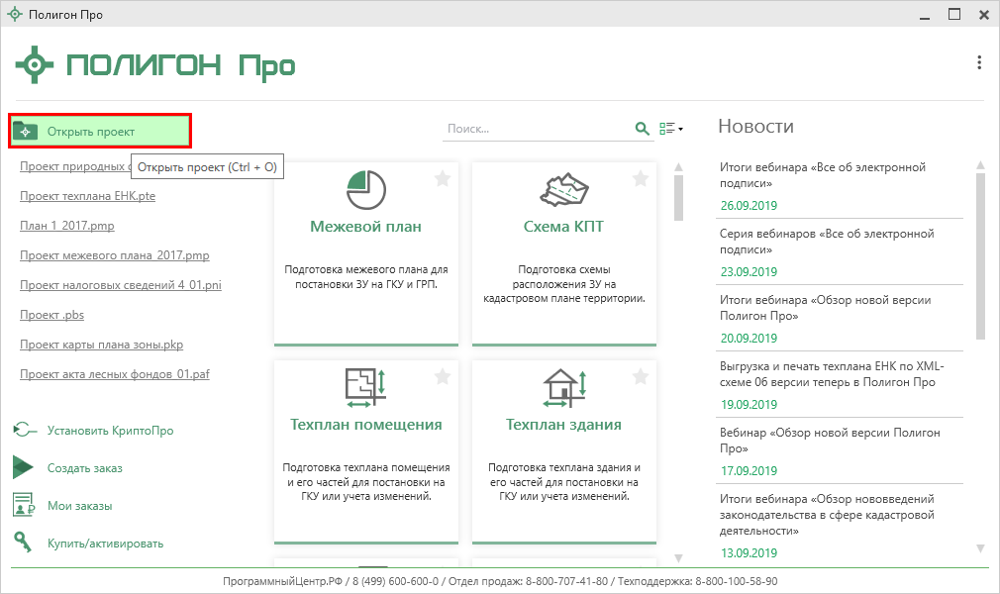 Полигон Про
ПОЛИГОН Про
Открыть проект
Открыть проект (Ctrl + O)
Проект природных
Проект техплана ЕНК.pte
План 1_2017.pmp
Проект межевого плана_2017.pmp
Проект налоговых сведений 4_01.pni
Проект .pbs
Проект карты плана зоны.pkp
Проект акта лесных фондов_01.paf
Установить КриптоПро
Создать заказ
Мои заказы
Купить/активировать
Поиск...
Межевой план
Подготовка межевого плана для
постановки ЗУ на ГКУ и ГРП.
Схема КПТ
Подготовка схемы
расположения ЗУ на
кадастровом плане территории.
Техплан помещения
Подготовка техплана помещения
и его частей для постановки на
ГКУ или учета изменений.
Техплан здания
Подготовка техплана здания и
его частей для постановки на
ГКУ или учета изменений.
Новости
Итоги вебинара «Все об электронной
подписи»
26.09.2019
Серия вебинаров «Все об электронной
подписи»
23.09.2019
Итоги вебинара «Обзор новой версии
Полигон Про»
20.09.2019
Выгрузка и печать техплана ЕНК по XML-
схеме 06 версии теперь в Полигон Про
19.09.2019
Вебинар «Обзор новой версии Полигон
Про»
17.09.2019
Итоги вебинара «Обзор нововведений
законодательства в сфере кадастровой
деятельности»
13.09.2019
ПрограммныйЦентр.РФ / 8 (499) 600-600-0 / Отдел продаж: 8-800-707-41-80 / Техподдержка: 8-800-100-58-90